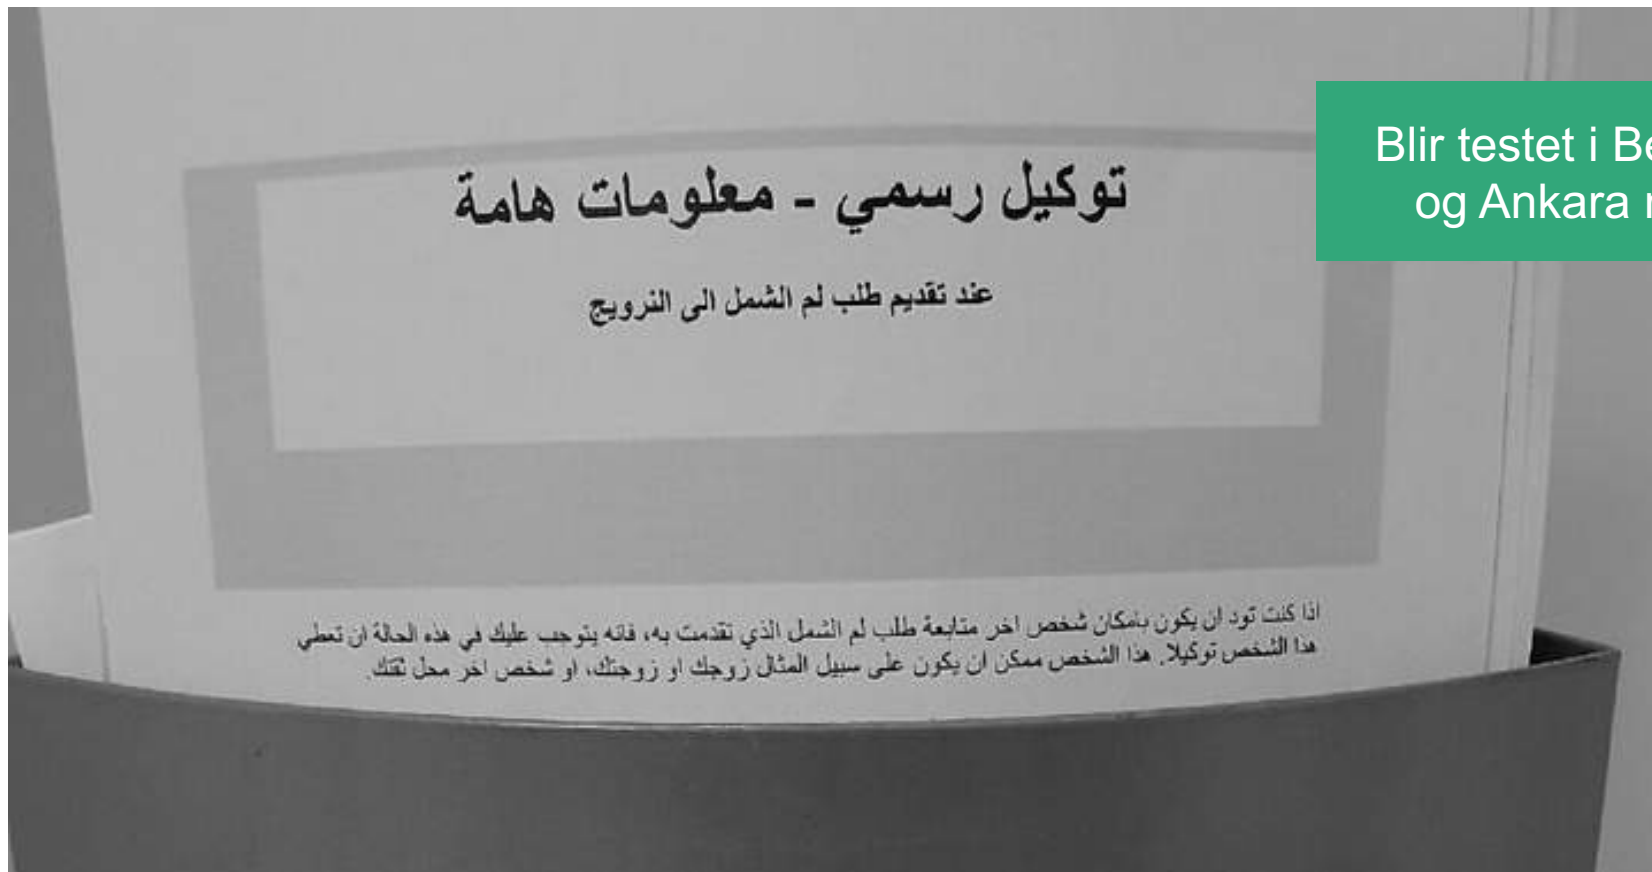 توكيل رسمي - معلومات هامة
عند تقديم طلب لم الشمل الى النرويج
Blir testet i
og Ankara
اذا كنت تود ان يكون بامكان شخص اخر متابعة طلب لم الشمل الذي تقدمت به، فانه يتوجب عليك في هذه الحالة ان تعطي
هذا الشخص توكيلا. هذا الشخص ممكن ان يكون على سبيل المثال زوجك او زوجتك، او شخص اخر محل ثقتك.